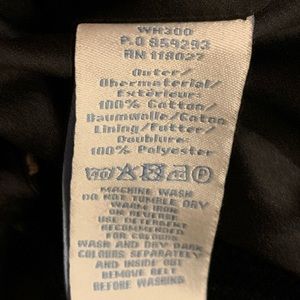 WH300
P.O 859293
RN 118027
Outer/
Obermaterial/
Extérieur:
100% Cotton/
Baumwolle/Coton
Lining/Futter/
Doublure:
100% Polyester
MACHINE WASH
DO NOT TUMBLE DRY
WARM IRON
ON REVERSE
USE DETERGENT
RECOMMENDED
FOR COLOURS
WASH AND DRY DARK
COLOURS SEPARATELY
AND INSIDE OUT
REMOVE BELT
BEFORE WASHING